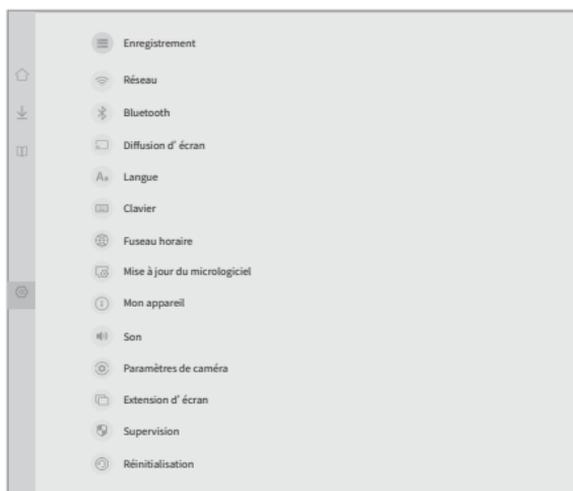 Enregistrement
Réseau
Bluetooth
Diffusion d' écran
Langue
Clavier
Fuseau horaire
Mise à jour du micrologiciel
Mon appareil
Son
Paramètres de caméra
Extension d' écran
Supervision
Réinitialisation